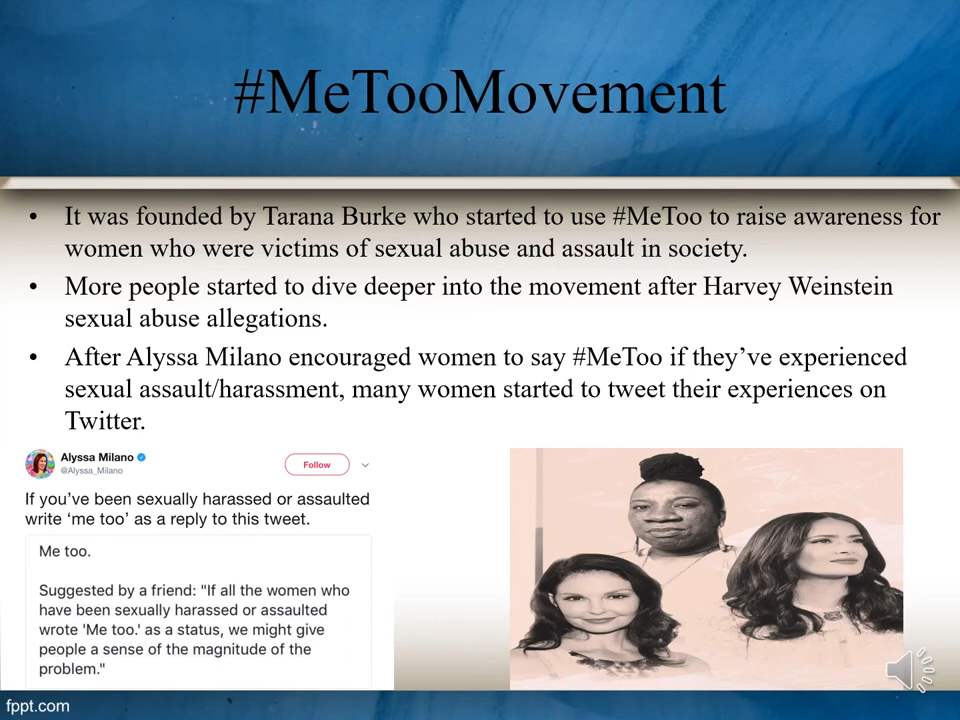 #MeTooMovement
• It was founded by Tarana Burke who started to use #MeToo to raise awareness for
women who were victims of sexual abuse and assault in society.
• More people started to dive deeper into the movement after Harvey Weinstein
sexual abuse allegations.
• After Alyssa Milano encouraged women to say #MeToo if they’ve experienced
sexual assault/harassment, many women started to tweet their experiences on
Twitter.
Alyssa Milano
@Alyssa_Milano
Follow
If you’ve been sexually harassed or assaulted
write ‘me too’ as a reply to this tweet.
Me too.
Suggested by a friend: "If all the women who
have been sexually harassed or assaulted
wrote 'Me too.' as a status, we might give
people a sense of the magnitude of the
problem."
fppt.com